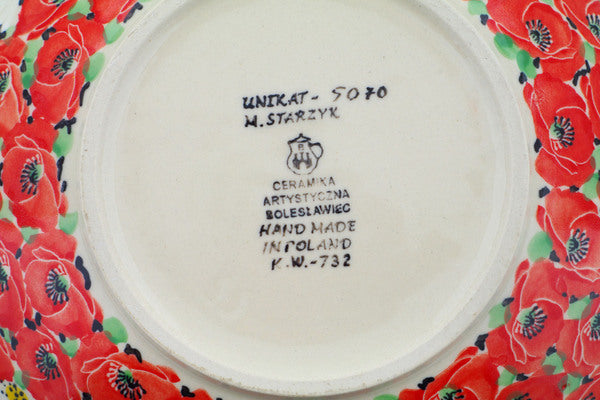 UNIKAT - 5070
M. STARZYK
CERAMIKA
ARTYSTYCZNA
BOLESŁAWIEC
HAND MADE
IN POLAND
K.W.-732